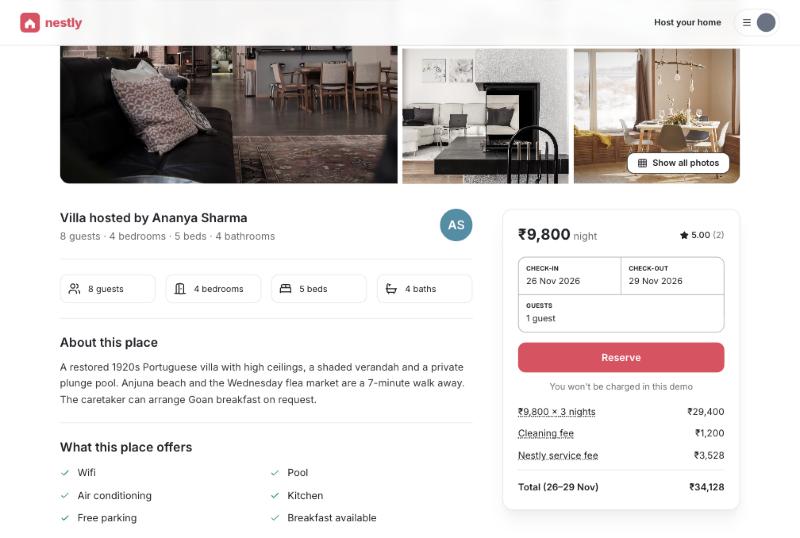 nestly
Host your home
Show all photos
Villa hosted by Ananya Sharma
AS
8 guests · 4 bedrooms · 5 beds · 4 bathrooms
8 guests
4 bedrooms
5 beds
4 baths
About this place
A restored 1920s Portuguese villa with high ceilings, a shaded verandah and a private
plunge pool. Anjuna beach and the Wednesday flea market are a 7-minute walk away.
The caretaker can arrange Goan breakfast on request.
What this place offers
Wifi
Pool
Air conditioning
Kitchen
Free parking
Breakfast available
₹9,800 night
5.00 (2)
CHECK-IN
26 Nov 2026
CHECK-OUT
29 Nov 2026
GUESTS
1 guest
Reserve
You won't be charged in this demo
₹9,800 × 3 nights ₹29,400
Cleaning fee ₹1,200
Nestly service fee ₹3,528
Total (26–29 Nov) ₹34,128